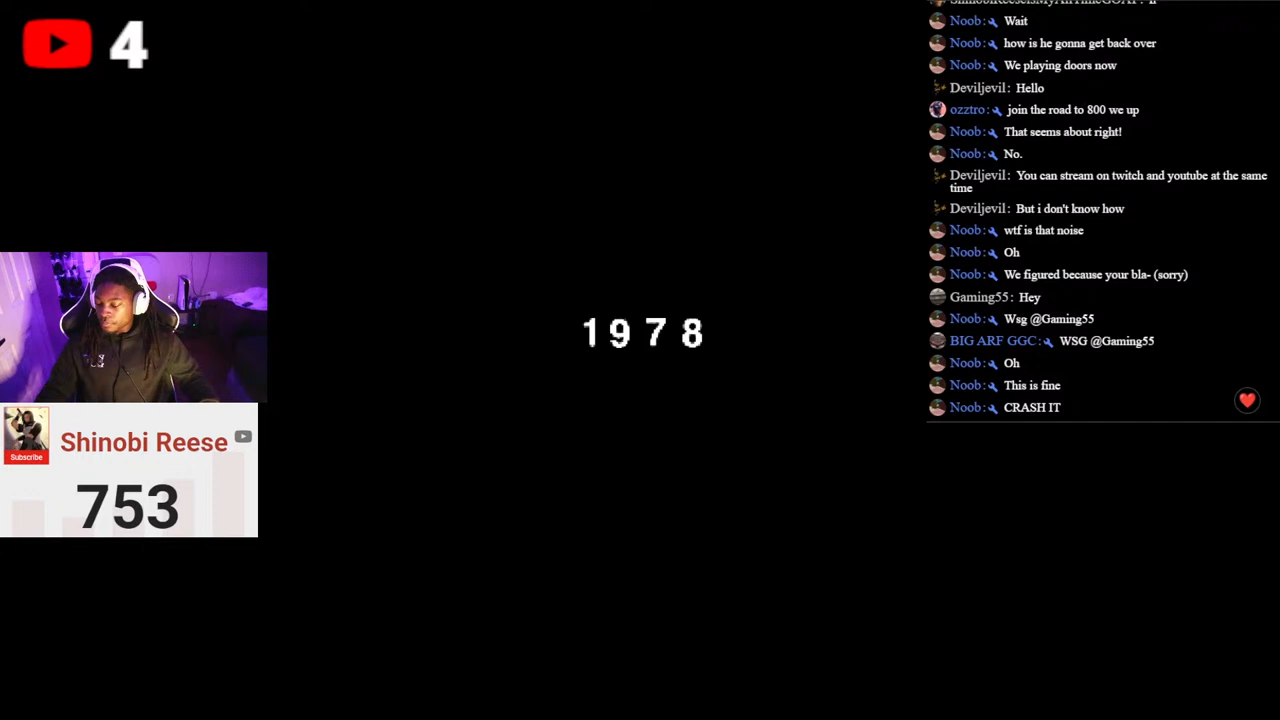 4
Noob: Wait
Noob: how is he gonna get back over
Noob: We playing doors now
Deviljevil: Hello
ozztro: join the road to 800 we up
Noob: That seems about right!
Noob: No.
Deviljevil: You can stream on twitch and youtube at the same
time
Deviljevil: But i don't know how
Noob: wtf is that noise
Noob: Oh
Noob: We figured because your bla- (sorry)
Gaming55: Hey
Noob: Wsg @Gaming55
BIG ARF GGC: WSG @Gaming55
Noob: Oh
Noob: This is fine
Noob: CRASH IT
1978
Shinobi Reese
Subscribe
753